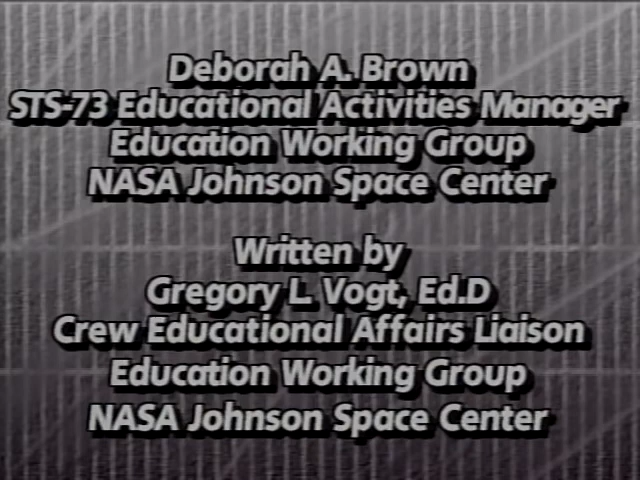 Deborah A. Brown
STS-73 Educational Activities Manager
Education Working Group
NASA Johnson Space Center
Written by
Gregory L. Vogt, Ed.D
Crew Educational Affairs Liaison
Education Working Group
NASA Johnson Space Center